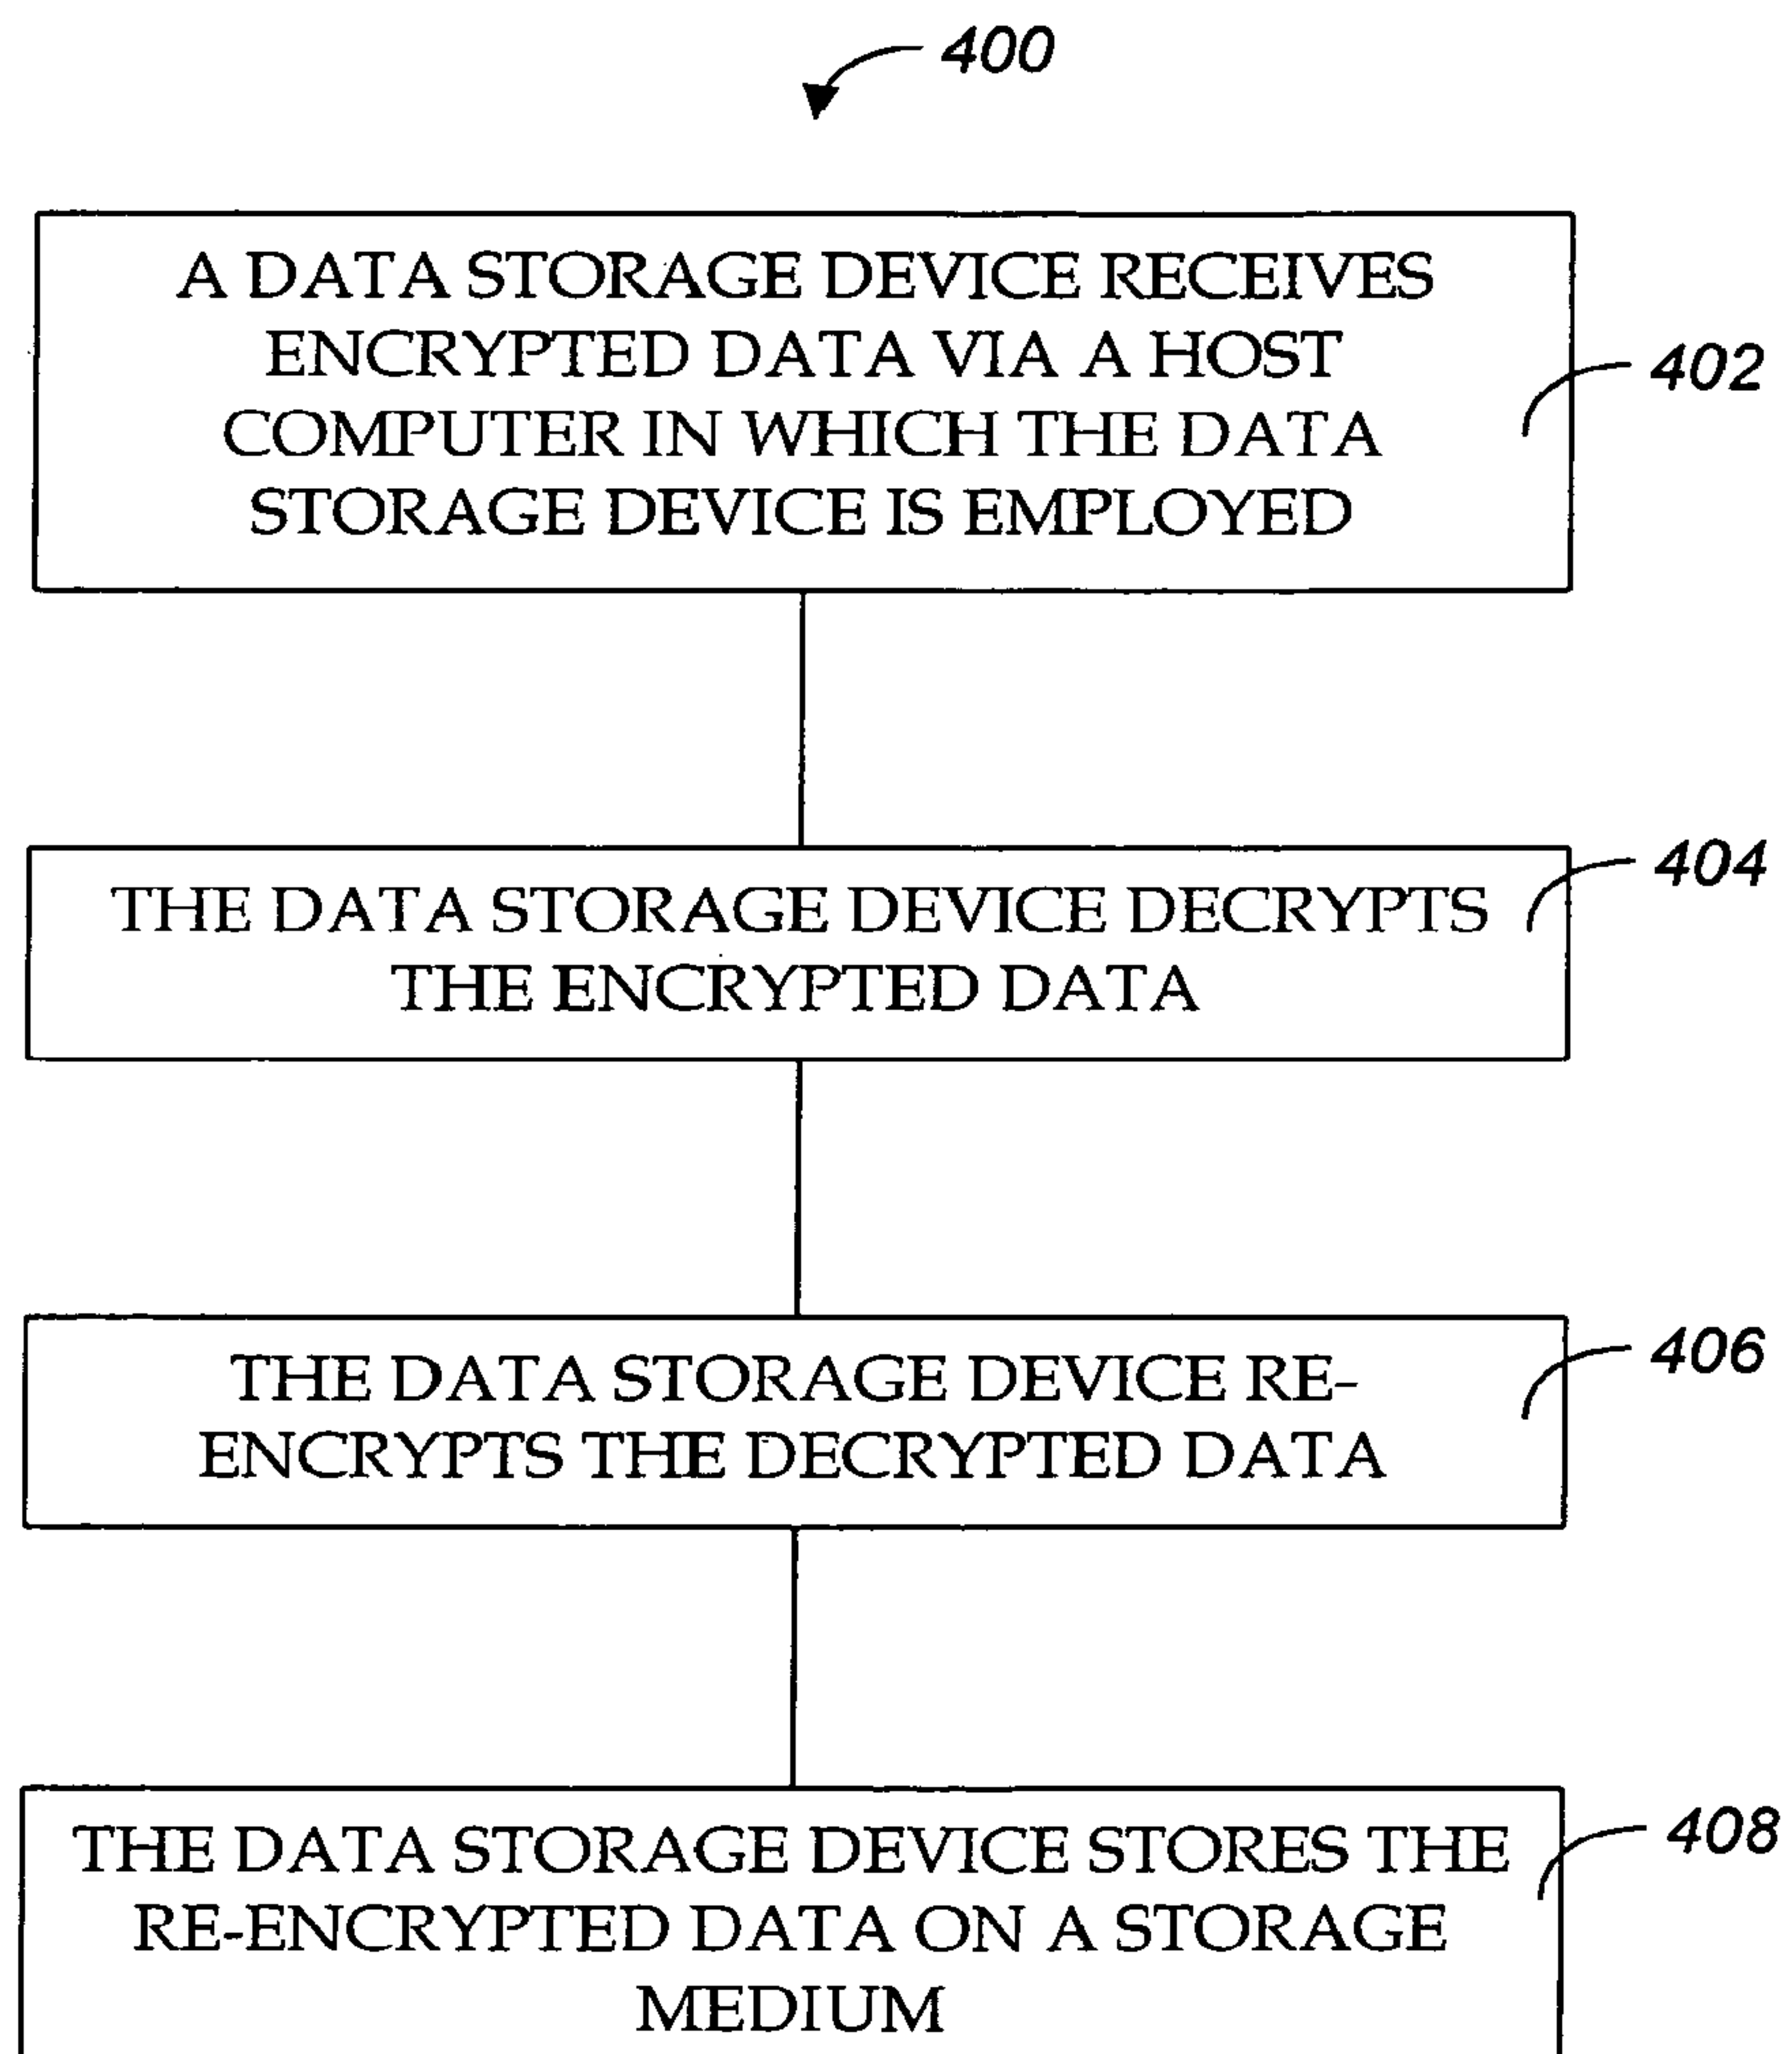 400
A DATA STORAGE DEVICE RECEIVES
ENCRYPTED DATA VIA A HOST
COMPUTER IN WHICH THE DATA
STORAGE DEVICE IS EMPLOYED
402
THE DATA STORAGE DEVICE DECRYPTS
THE ENCRYPTED DATA
404
THE DATA STORAGE DEVICE RE-
ENCRYPTS THE DECRYPTED DATA
406
THE DATA STORAGE DEVICE STORES THE
RE-ENCRYPTED DATA ON A STORAGE
MEDIUM
408